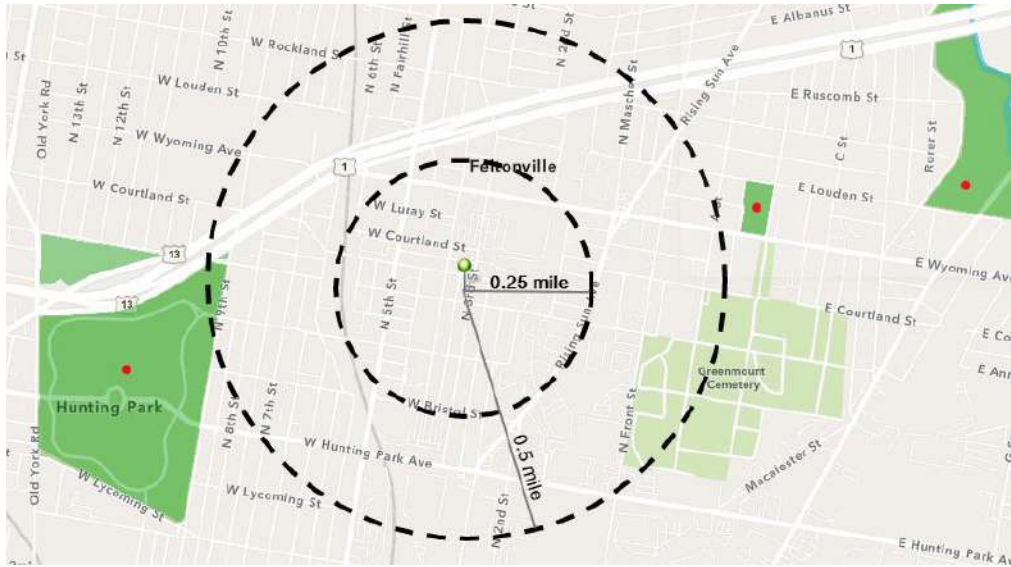 E Albanus St
W Rockland St
N 10th St
N 6th St
N Fairhill St
N 2nd St
Rising Sun Ave
1
W Louden St
N Mascher St
E Ruscomb St
Old York Rd
N 13th St
N 12th St
W Wyoming Ave
C St
Rorer St
1
Feltonville
W Courtland St
W Luray St
E Louden St
A St
W Courtland St
13
E Wyoming Ave
0.25 mile
13
N 9th St
N 5th St
N 3rd St
Rising Sun Ave
E Courtland St
Greenmount
Cemetery
Hunting Park
W Bristol St
N 8th St
N 7th St
N Front St
W Hunting Park Ave
0.5 mile
Macalester St
Old York Rd
W Lycoming St
W Lycoming St
N 2nd St
E Hunting Park Ave